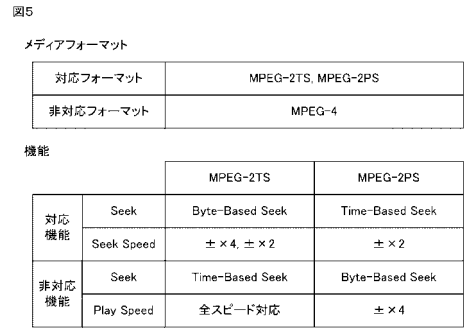 図5
メディアフォーマット
対応フォーマット MPEG-2TS, MPEG-2PS
非対応フォーマット MPEG-4
機能
MPEG-2TS MPEG-2PS
対応機能 Seek Byte-Based Seek Time-Based Seek
Seek Speed ±×4, ±×2 ±×2
非対応機能 Seek Time-Based Seek Byte-Based Seek
Play Speed 全スピード対応 ±×4